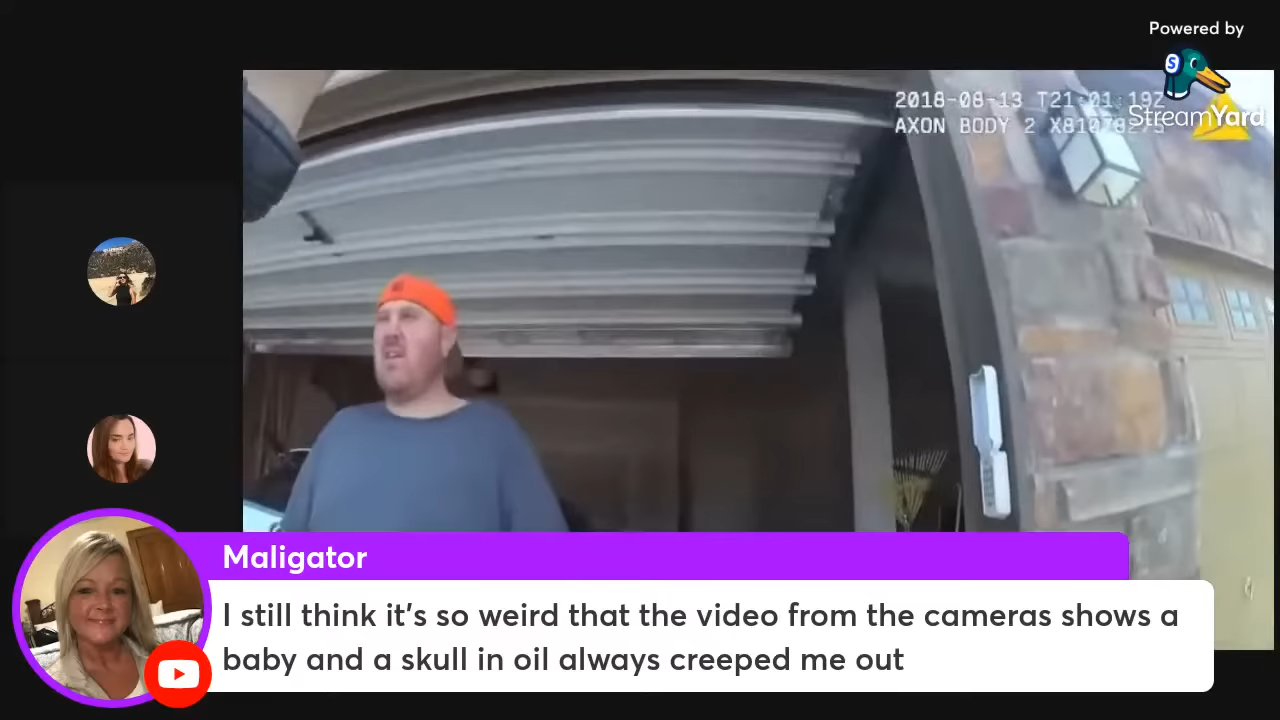 Powered by
StreamYard
2018-08-13 T21:01:19Z
AXON BODY 2
Maligator
I still think it's so weird that the video from the cameras shows a
baby and a skull in oil always creeped me out